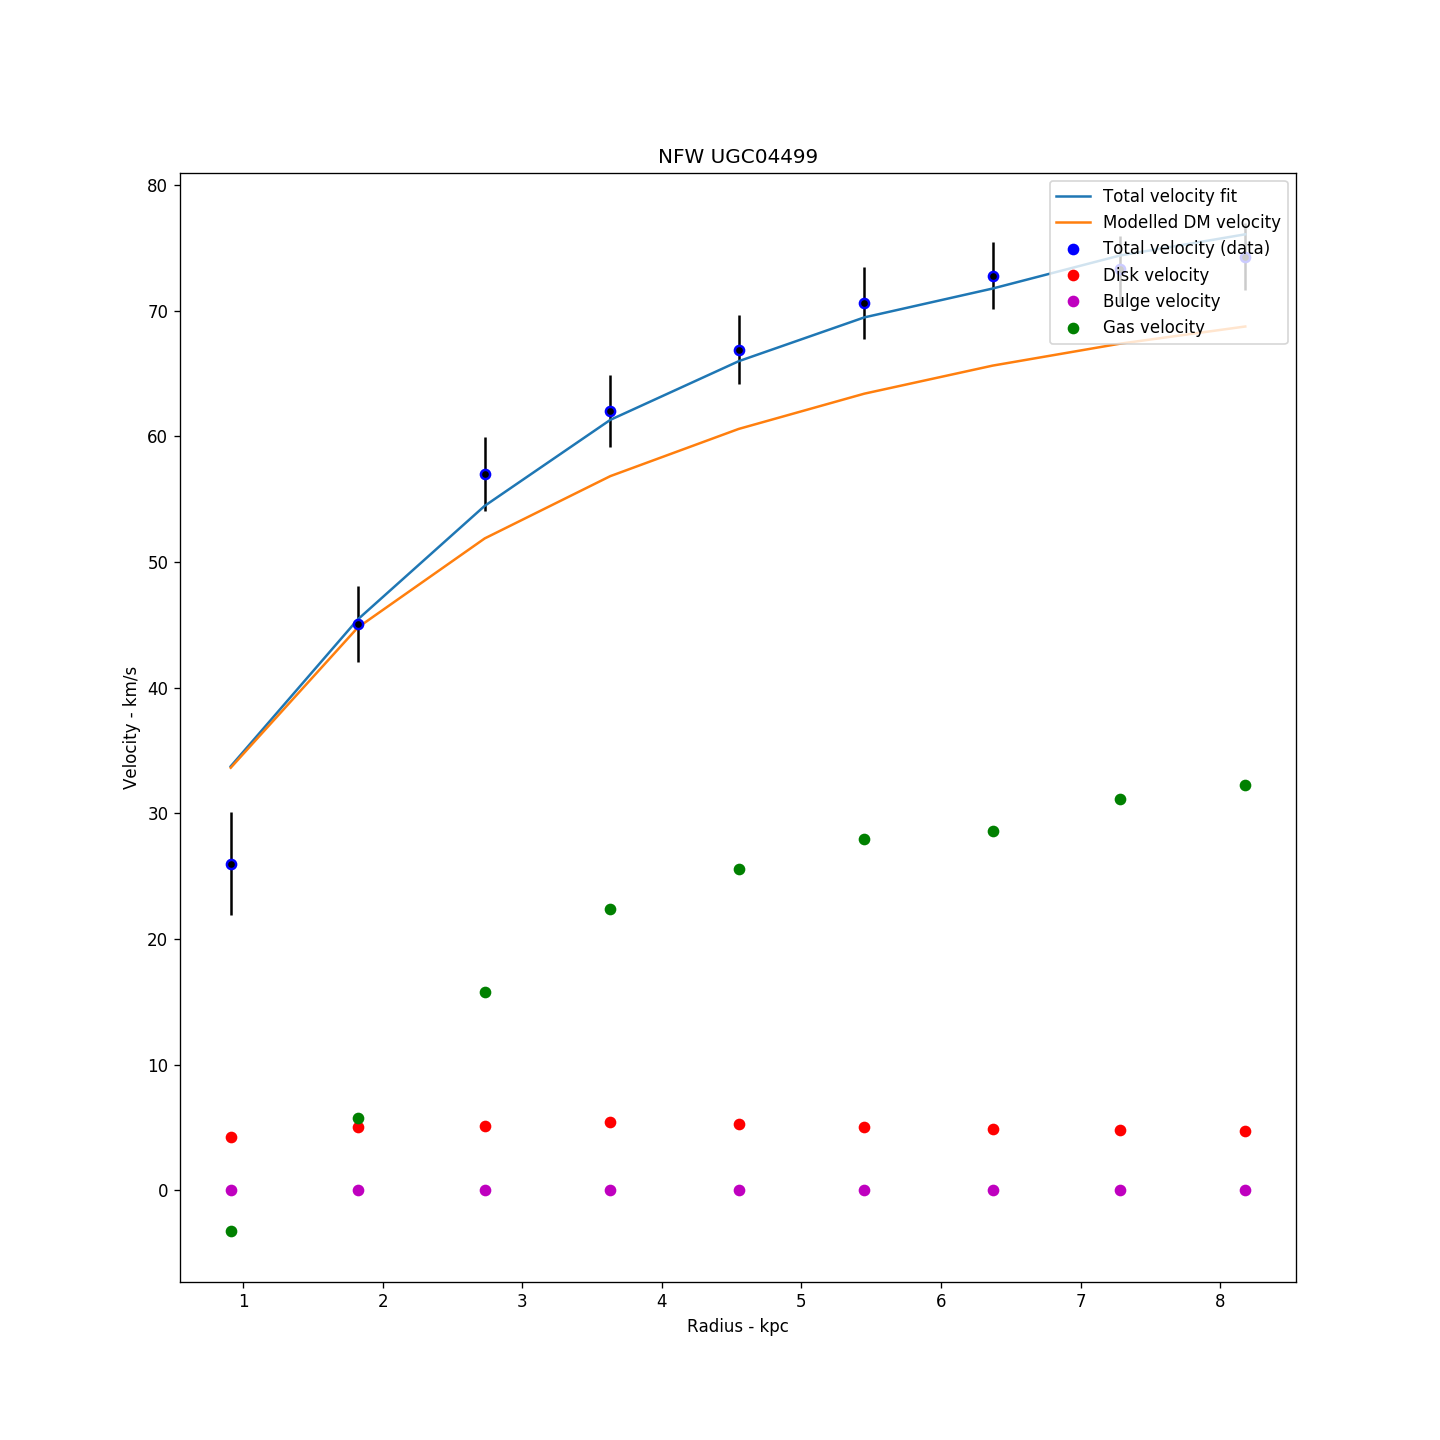 NFW UGC04499
80
70
60
50
40
30
20
10
0
Velocity - km/s
Total velocity fit
Modelled DM velocity
Total velocity (data)
Disk velocity
Bulge velocity
Gas velocity
1 2 3 4 5 6 7 8
Radius - kpc